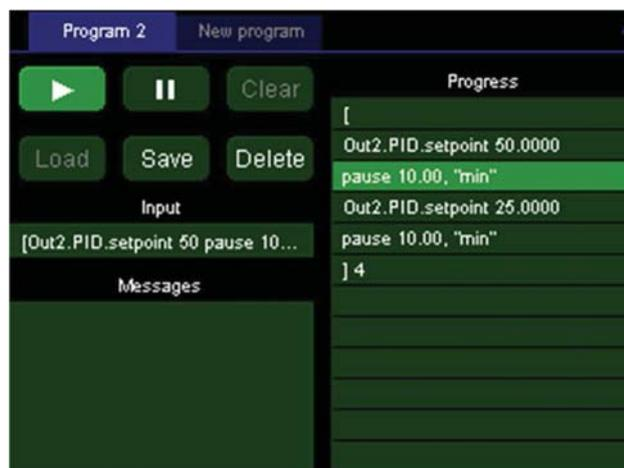 Program 2
New program
Clear
Load
Save
Delete
Input
[Out2.PID.setpoint 50 pause 10...
Messages
Progress
[
Out2.PID.setpoint 50.0000
pause 10.00, "min"
Out2.PID.setpoint 25.0000
pause 10.00, "min"
] 4